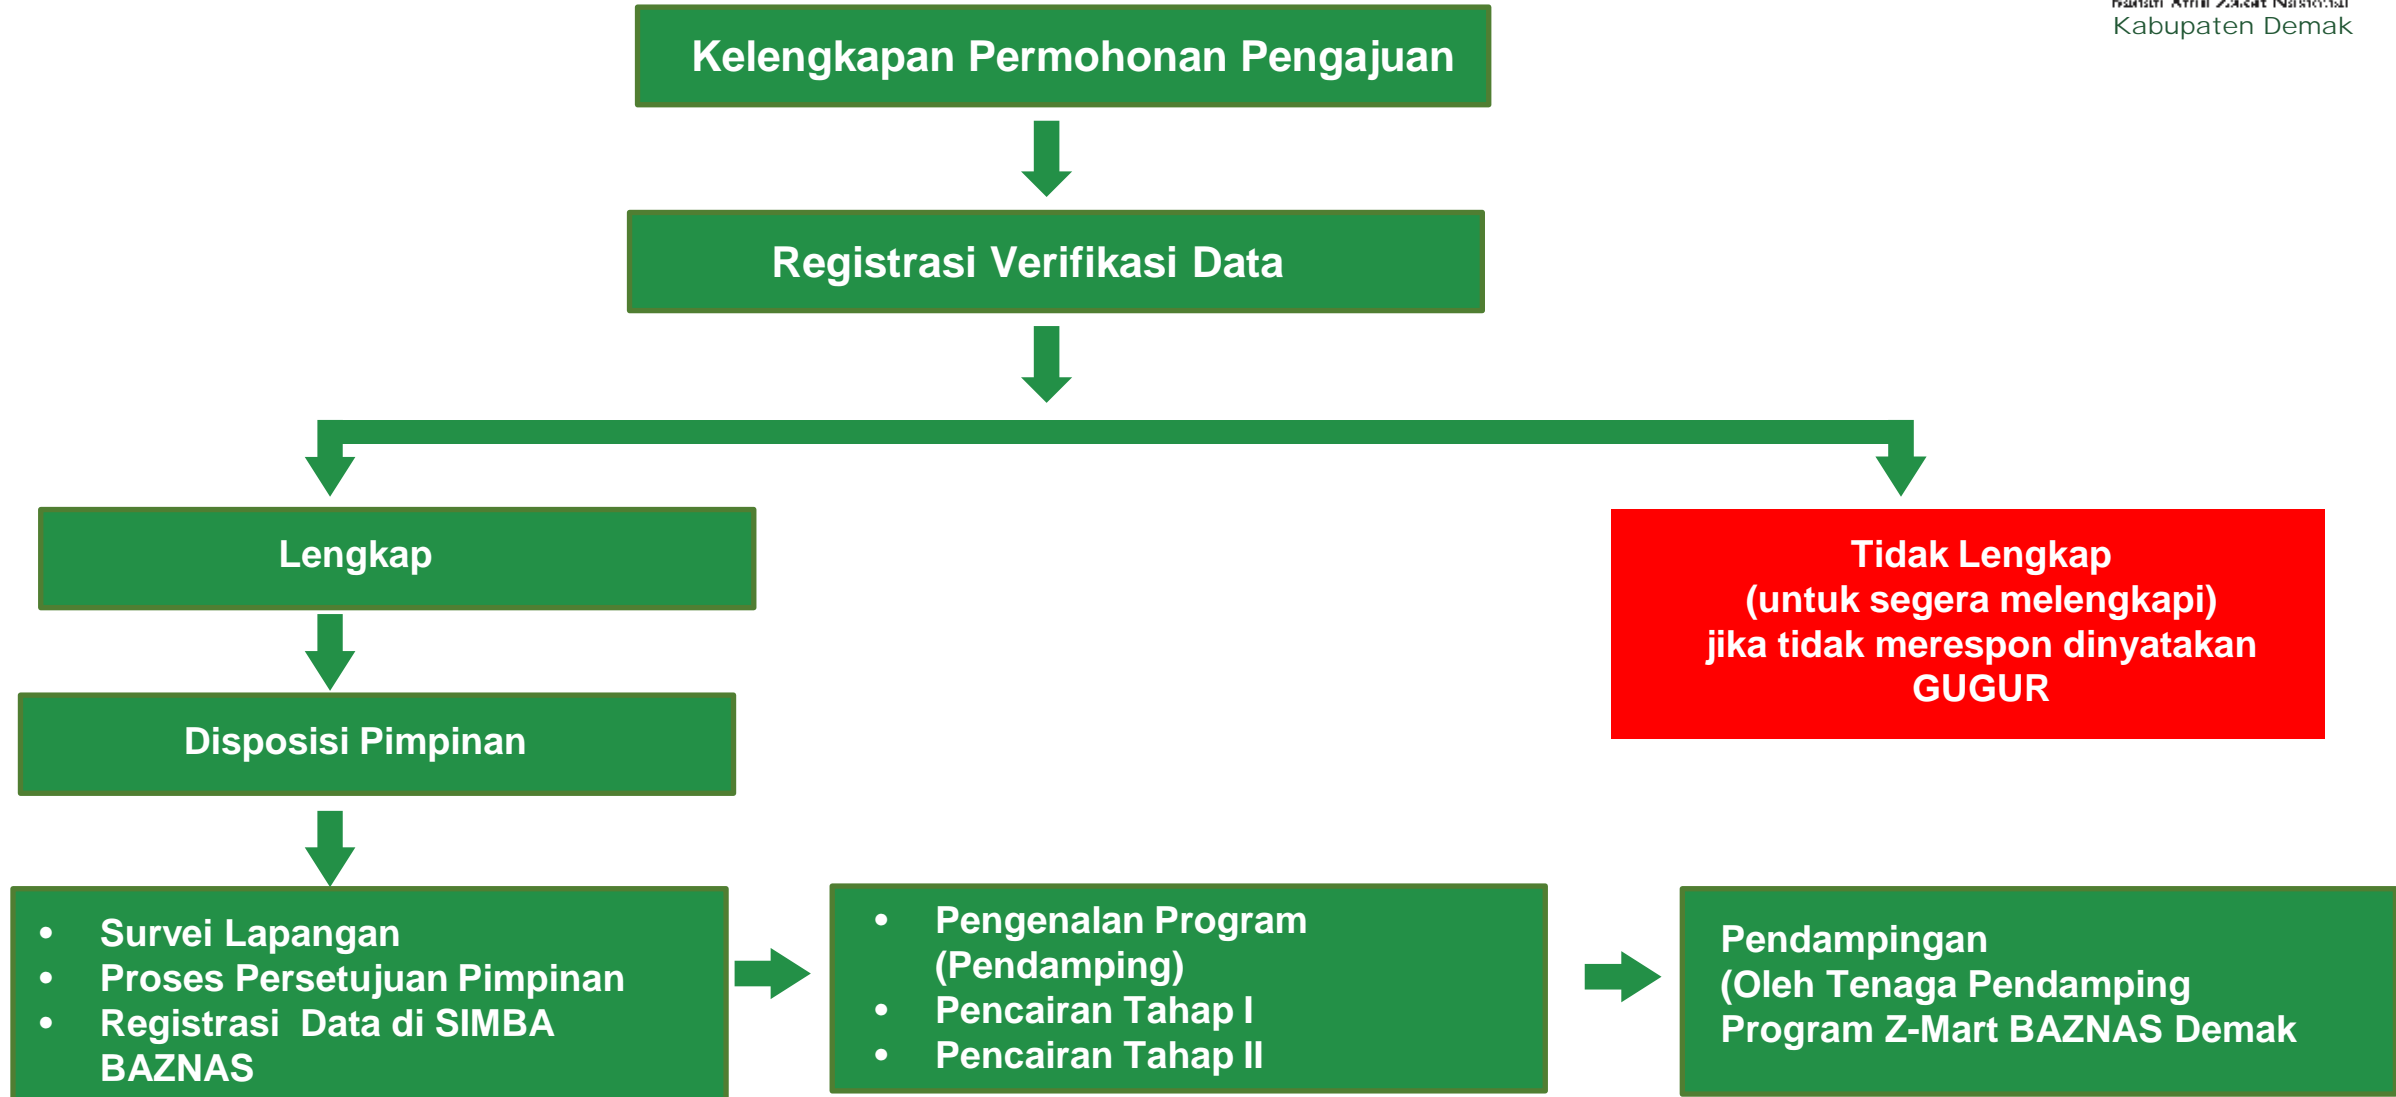 Kabupaten Demak
Kelengkapan Permohonan Pengajuan
Registrasi Verifikasi Data
Lengkap
Tidak Lengkap
(untuk segera melengkapi)
jika tidak merespon dinyatakan
GUGUR
Disposisi Pimpinan
• Survei Lapangan
• Proses Persetujuan Pimpinan
• Registrasi Data di SIMBA
BAZNAS
• Pengenalan Program
(Pendamping)
• Pencairan Tahap I
• Pencairan Tahap II
Pendampingan
(Oleh Tenaga Pendamping
Program Z-Mart BAZNAS Demak